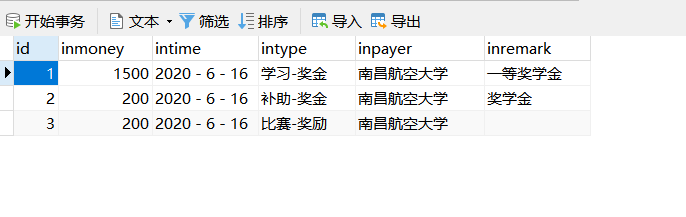 开始事务 文本 筛选 排序 导入 导出
id inmoney intime intype inpayer inremark
1 1500 2020 - 6 - 16 学习-奖金 南昌航空大学 一等奖学金
2 200 2020 - 6 - 16 补助-奖金 南昌航空大学 奖学金
3 200 2020 - 6 - 16 比赛-奖励 南昌航空大学